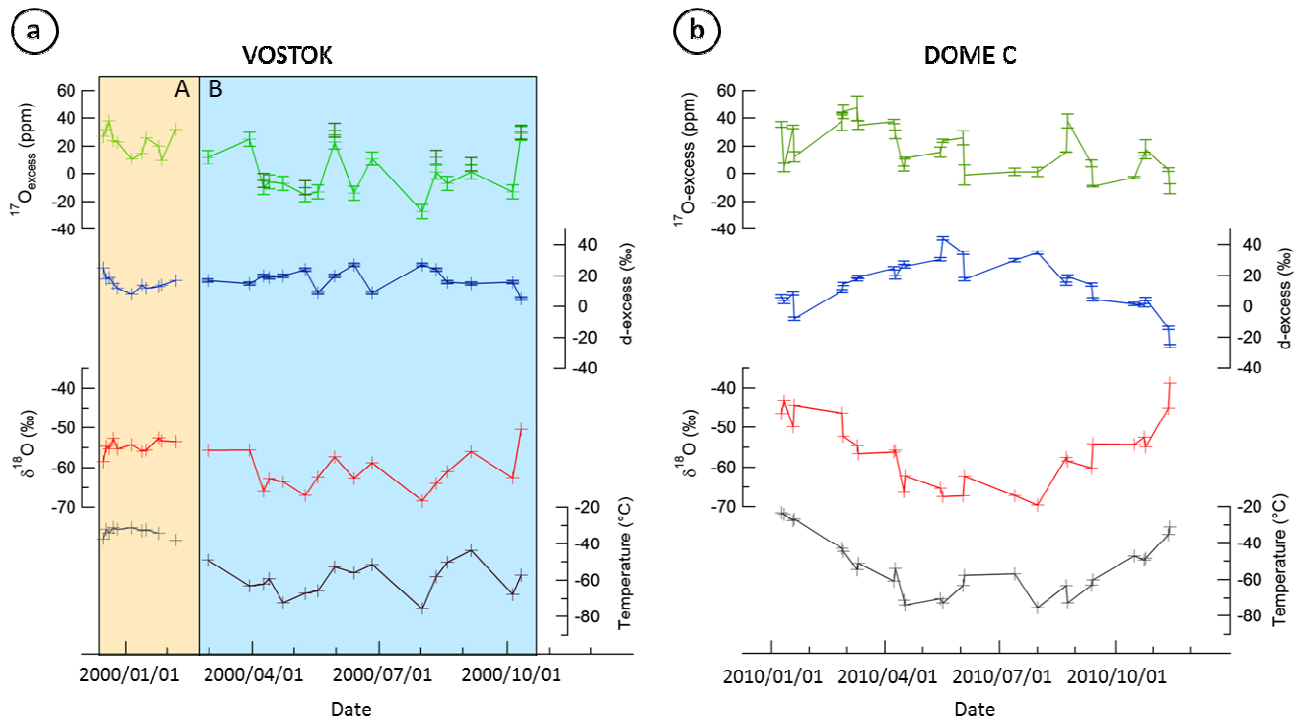 a
VOSTOK
A B
60
40
20
0
-20
-40
17Oexcess (ppm)
40
20
0
-20
-40
d-excess (‰)
-40
-50
-60
-70
δ18O (‰)
-20
-40
-60
-80
Temperature (°C)
2000/01/01 2000/04/01 2000/07/01 2000/10/01
Date
b
DOME C
60
40
20
0
-20
-40
17O-excess (ppm)
40
20
0
-20
-40
d-excess (‰)
-40
-50
-60
-70
δ18O (‰)
-20
-40
-60
-80
Temperature (°C)
2010/01/01 2010/04/01 2010/07/01 2010/10/01
Date